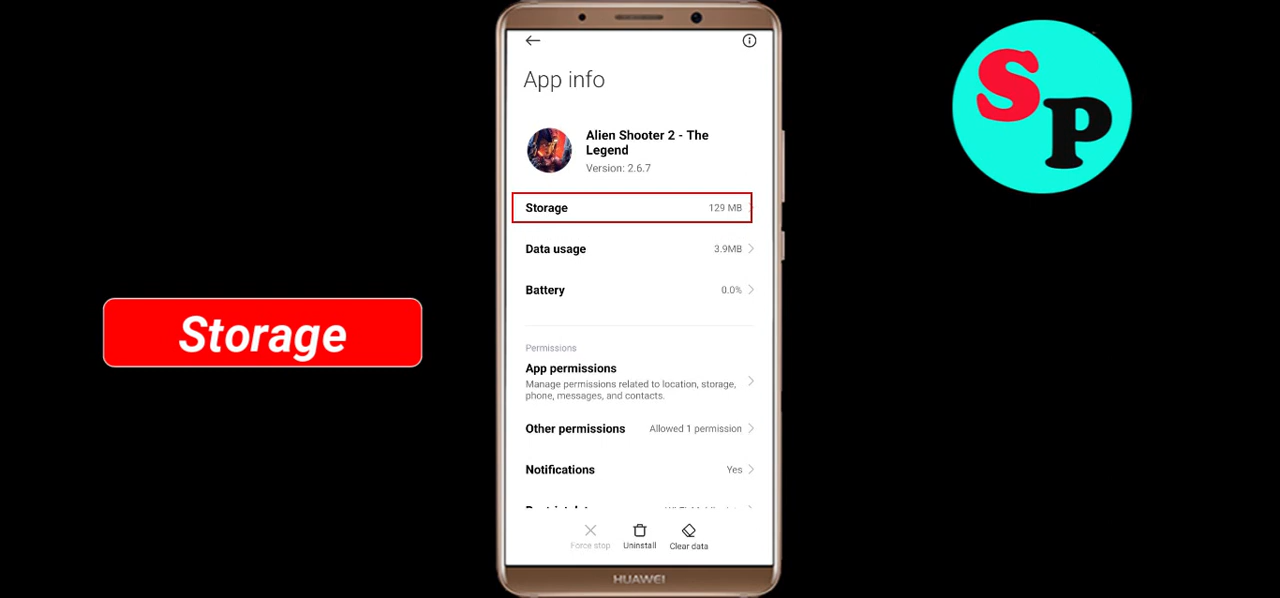 App info
Alien Shooter 2 - The
Legend
Version: 2.6.7
Storage 129 MB
Data usage 3.9MB
Battery 0.0%
Permissions
App permissions
Manage permissions related to location, storage,
phone, messages, and contacts.
Other permissions Allowed 1 permission
Notifications Yes
Force stop Uninstall Clear data
HUAWEI
Storage
SP